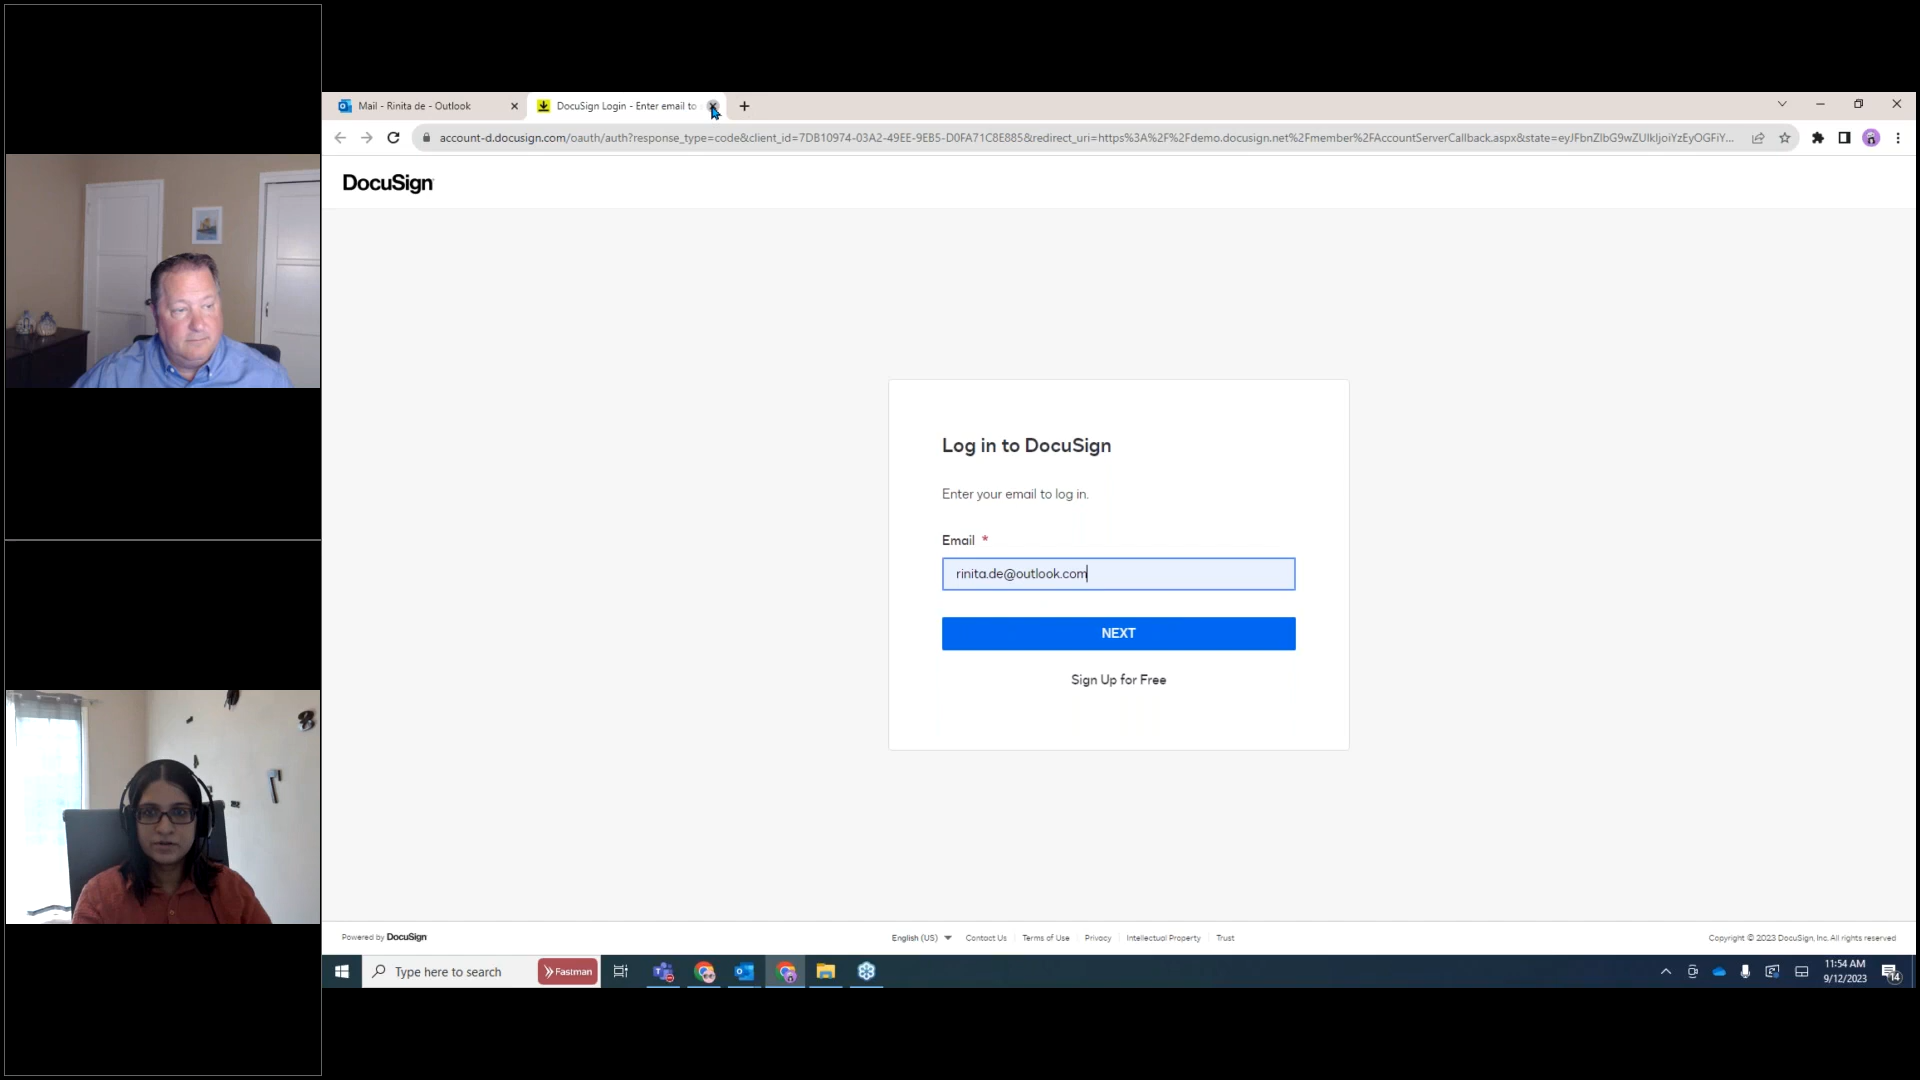 Mail - Rinita de - Outlook
DocuSign Login - Enter email to
account-d.docusign.com/oauth/auth?response_type=code&client_id=7DB10974-03A2-49EE-9EB5-D0FA71C8E885&redirect_uri=https%3A%2F%2Fdemo.docusign.net%2Fmember%2FAccountServerCallback.aspx&state=
DocuSign
Log in to DocuSign
Enter your email to log in.
Email *
rinita.de@outlook.com
NEXT
Sign Up for Free
Powered by DocuSign
English (US) Contact Us Terms of Use Privacy Intellectual Property Trust
Copyright © 2023 DocuSign, Inc. All rights reserved
Type here to search
Fastman
11:54 AM
9/12/2023
14